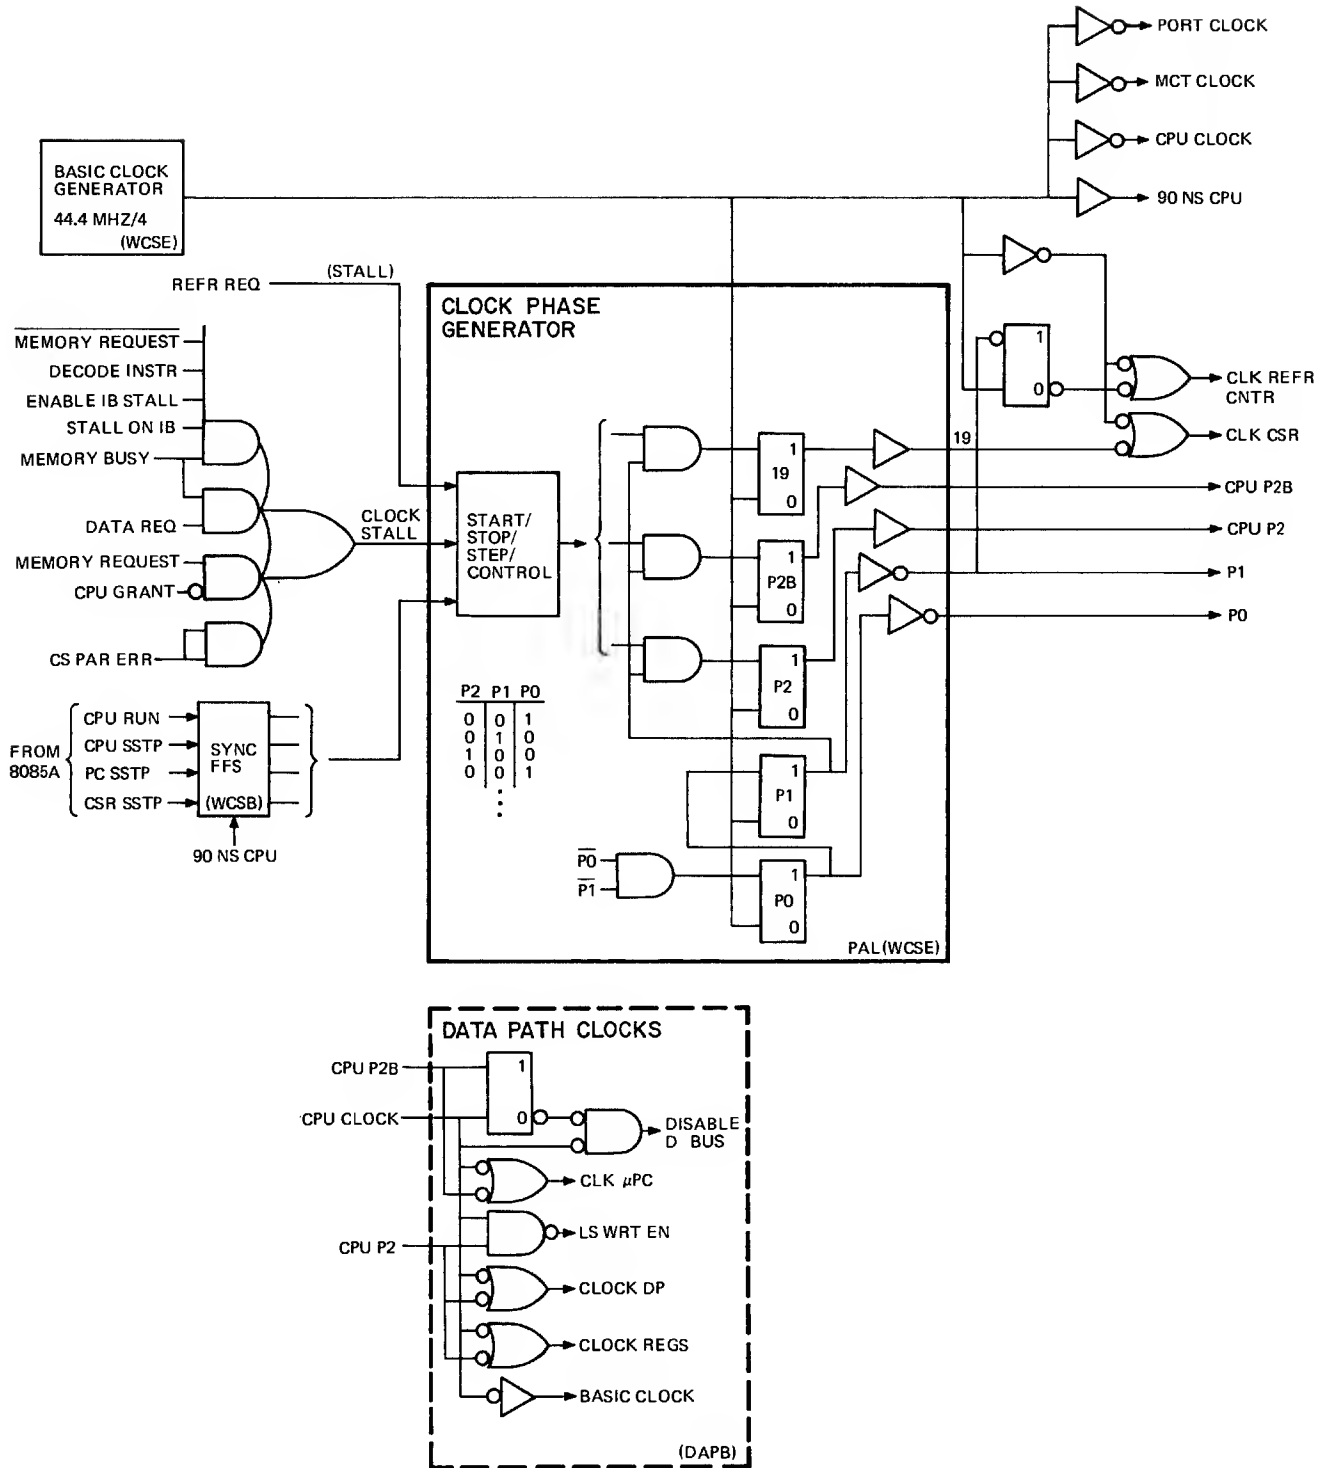 PORT CLOCK
MCT CLOCK
CPU CLOCK
90 NS CPU
BASIC CLOCK
GENERATOR
44.4 MHZ/4
(WCSE)
REFR REQ
(STALL)
MEMORY REQUEST
DECODE INSTR
ENABLE IB STALL
STALL ON IB
MEMORY BUSY
DATA REQ
MEMORY REQUEST
CPU GRANT
CS PAR ERR
CLOCK
STALL
FROM
8085A
CPU RUN
CPU SSTP
PC SSTP
CSR SSTP
SYNC
FFS
(WCSB)
90 NS CPU
CLOCK PHASE
GENERATOR
START/
STOP/
STEP/
CONTROL
P2 P1 P0
0 0 1
0 1 0
1 0 0
0 0 1
P0
P1
1
19
0
1
P2B
0
1
P2
0
1
P1
0
1
P0
0
PAL(WCSE)
19
1
0
CLK REFR
CNTR
CLK CSR
CPU P2B
CPU P2
P1
P0
DATA PATH CLOCKS
CPU P2B
CPU CLOCK
CPU P2
1
0
DISABLE
D BUS
CLK µPC
LS WRT EN
CLOCK DP
CLOCK REGS
BASIC CLOCK
(DAPB)